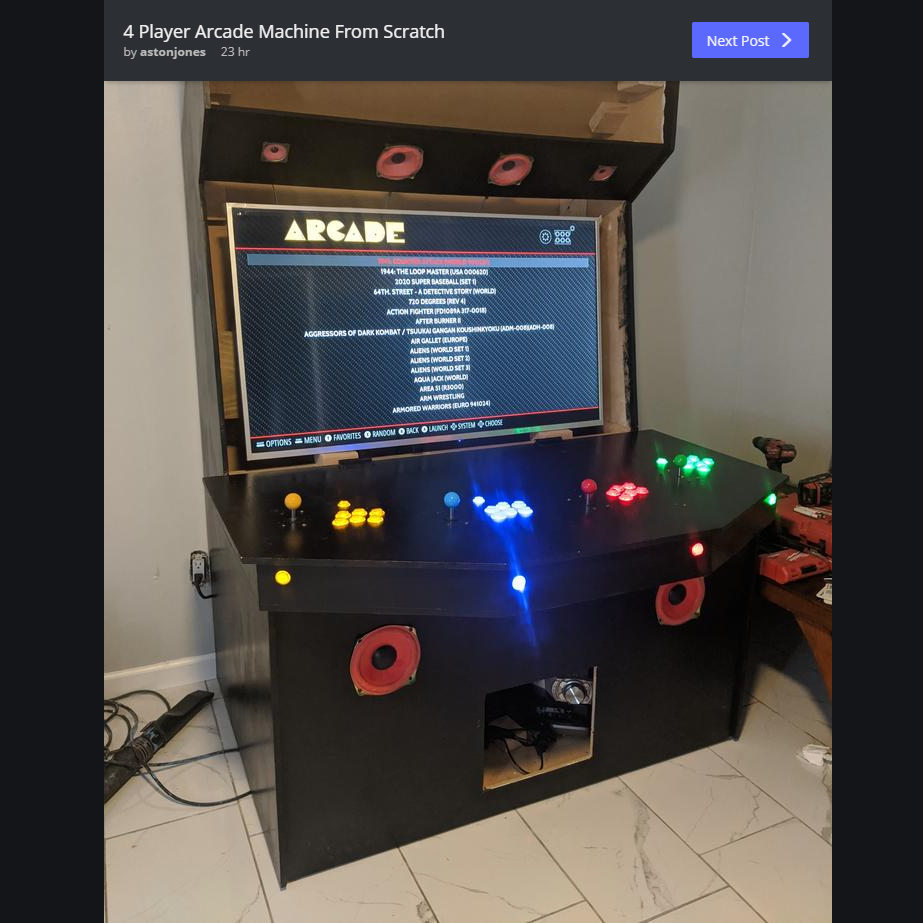 4 Player Arcade Machine From Scratch
by astonjones 23 hr
Next Post
ARCADE
1944: THE LOOP MASTER (USA 000620)
2020 SUPER BASEBALL (SET 1)
64TH. STREET - A DETECTIVE STORY (WORLD)
720 DEGREES (REV 4)
ACTION FIGHTER (FD1089A 317-0018)
AFTER BURNER II
AGGRESSORS OF DARK KOMBAT / TSUUKAI GANGAN KOUSHINKYOKU (ADM-008)(ADH-008)
AIR GALLET (EUROPE)
ALIENS (WORLD SET 1)
ALIENS (WORLD SET 2)
ALIENS (WORLD SET 3)
AQUA JACK (WORLD)
AREA 51 (R3000)
ARM WRESTLING
ARMORED WARRIORS (EURO 941024)
OPTIONS MENU FAVORITES RANDOM BACK LAUNCH SYSTEM CHOOSE